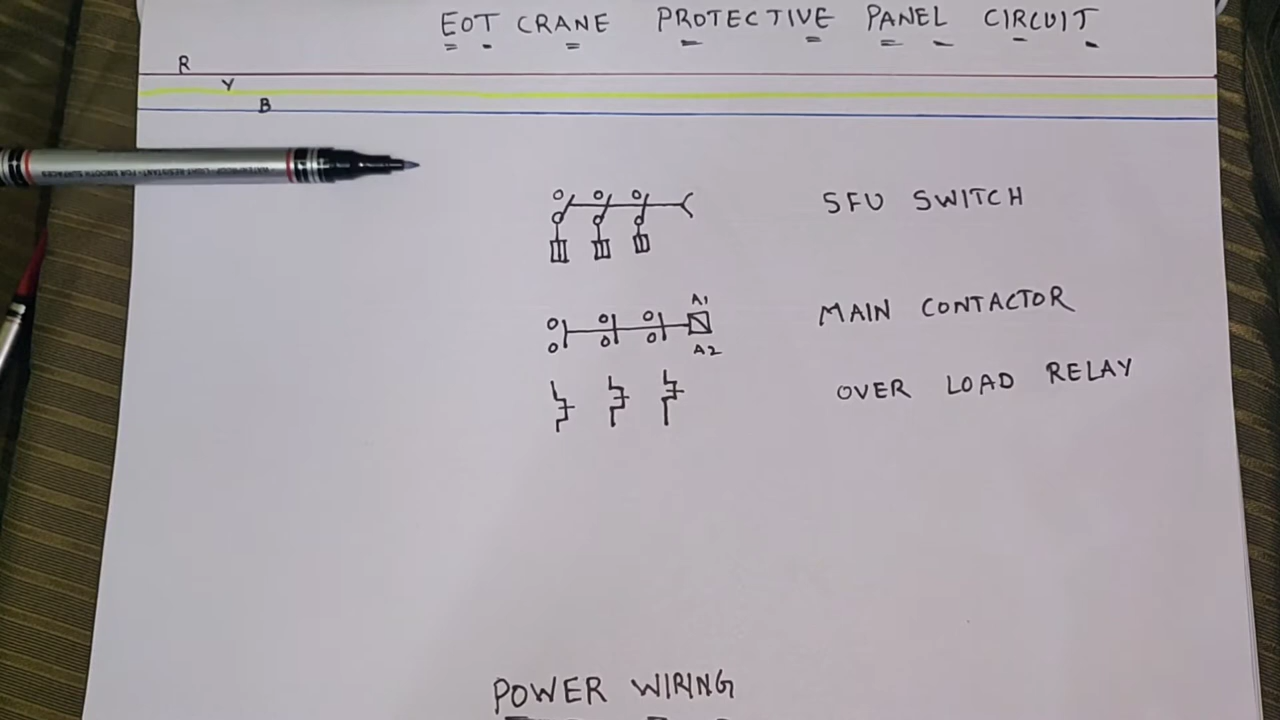 EOT CRANE PROTECTIVE PANEL CIRCUIT
R
Y
B
SFU SWITCH
A1
MAIN CONTACTOR
A2
OVER LOAD RELAY
POWER WIRING